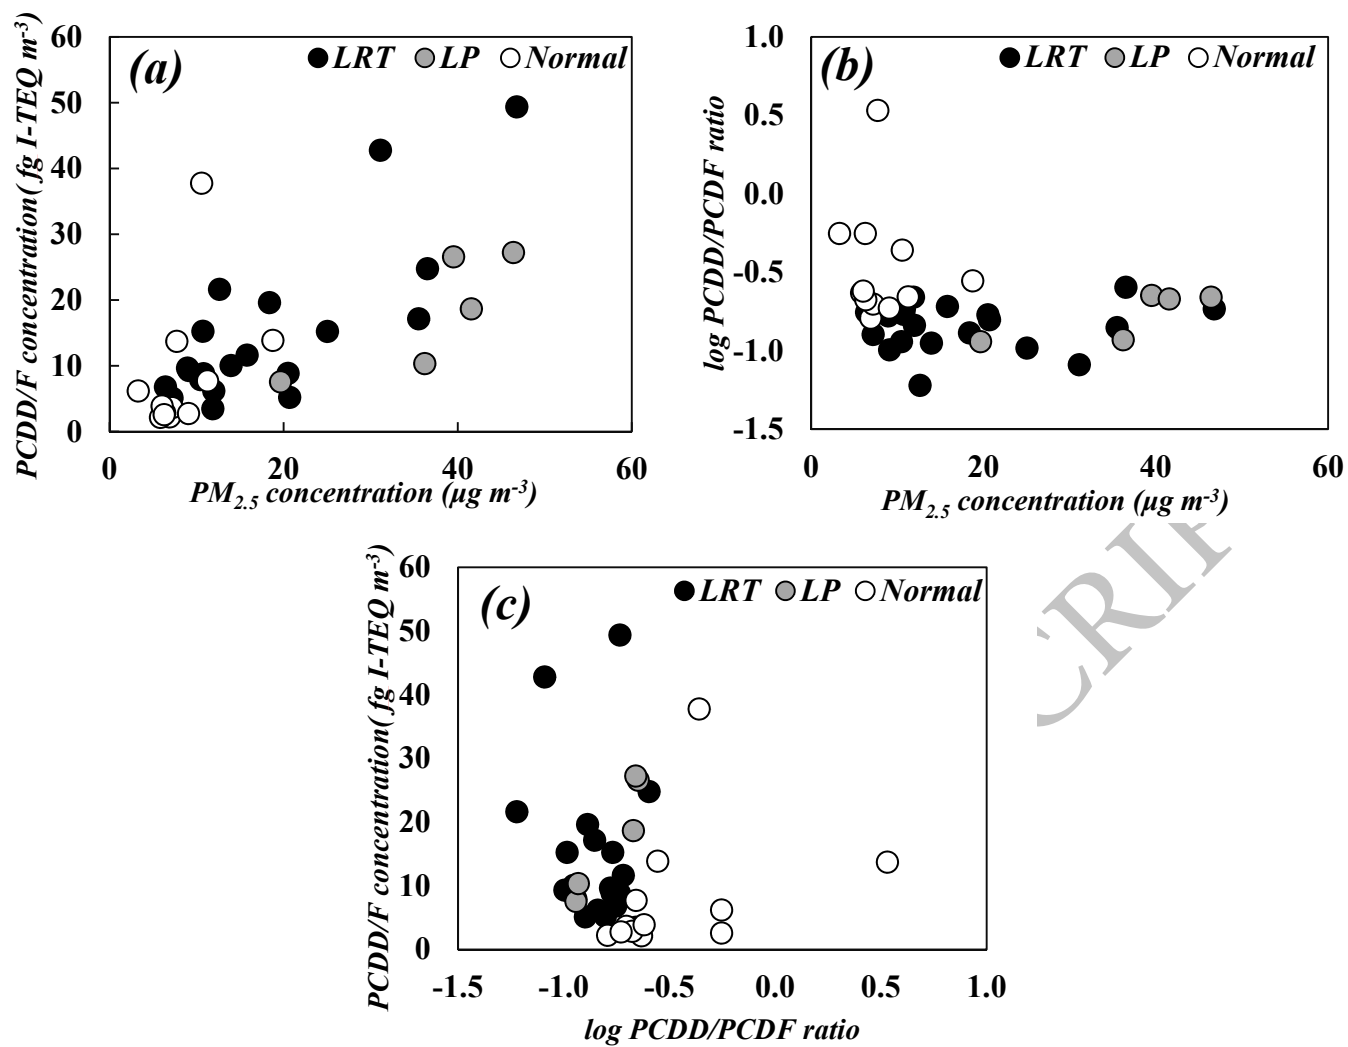 (a)
LRT LP Normal
PCDD/F concentration( fg I-TEQ m-3)
60
50
40
30
20
10
0
0 20 40 60
PM2.5 concentration (µg m-3)
(b)
LRT LP Normal
log PCDD/PCDF ratio
1.0
0.5
0.0
-0.5
-1.0
-1.5
0 20 40 60
PM2.5 concentration (µg m-3)
(c)
LRT LP Normal
PCDD/F concentration( fg I-TEQ m-3)
60
50
40
30
20
10
0
-1.5 -1.0 -0.5 0.0 0.5 1.0
log PCDD/PCDF ratio